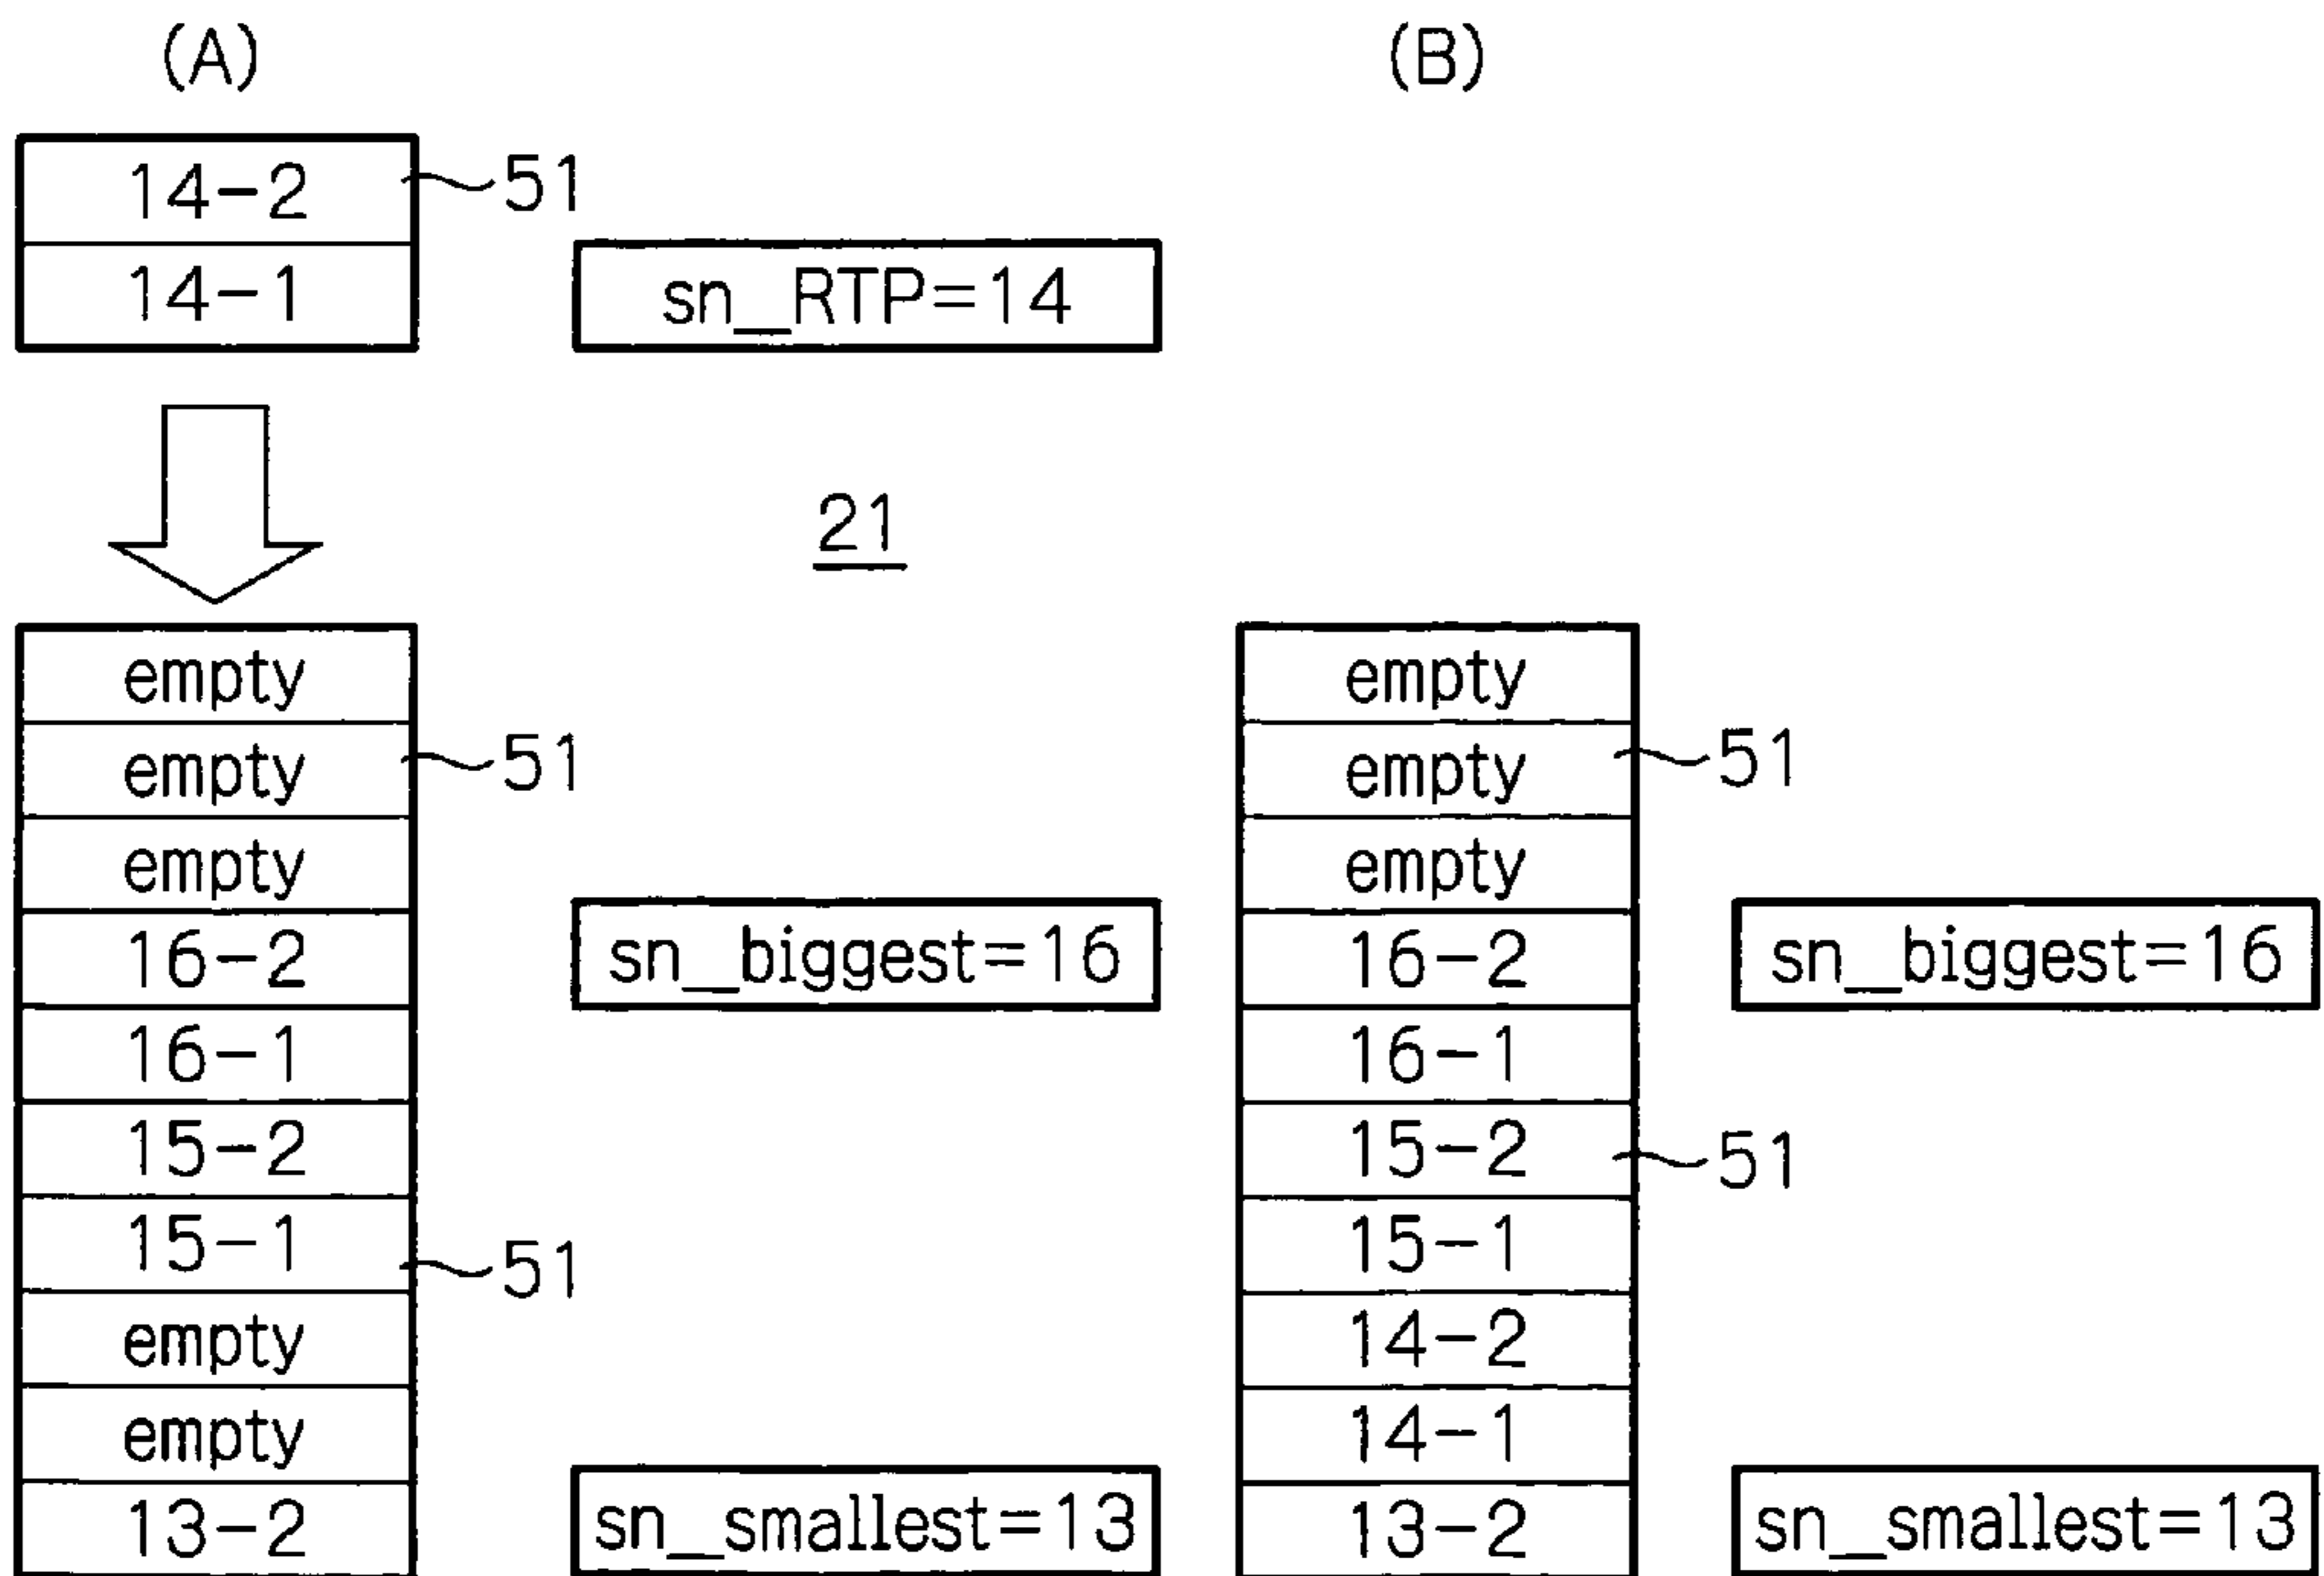 (A)
14-2
51
14-1
sn_RTP=14
21
empty
empty
51
empty
16-2
sn_biggest=16
16-1
15-2
15-1
51
empty
empty
13-2
sn_smallest=13
(B)
empty
empty
51
empty
16-2
sn_biggest=16
16-1
15-2
51
15-1
14-2
14-1
13-2
sn_smallest=13